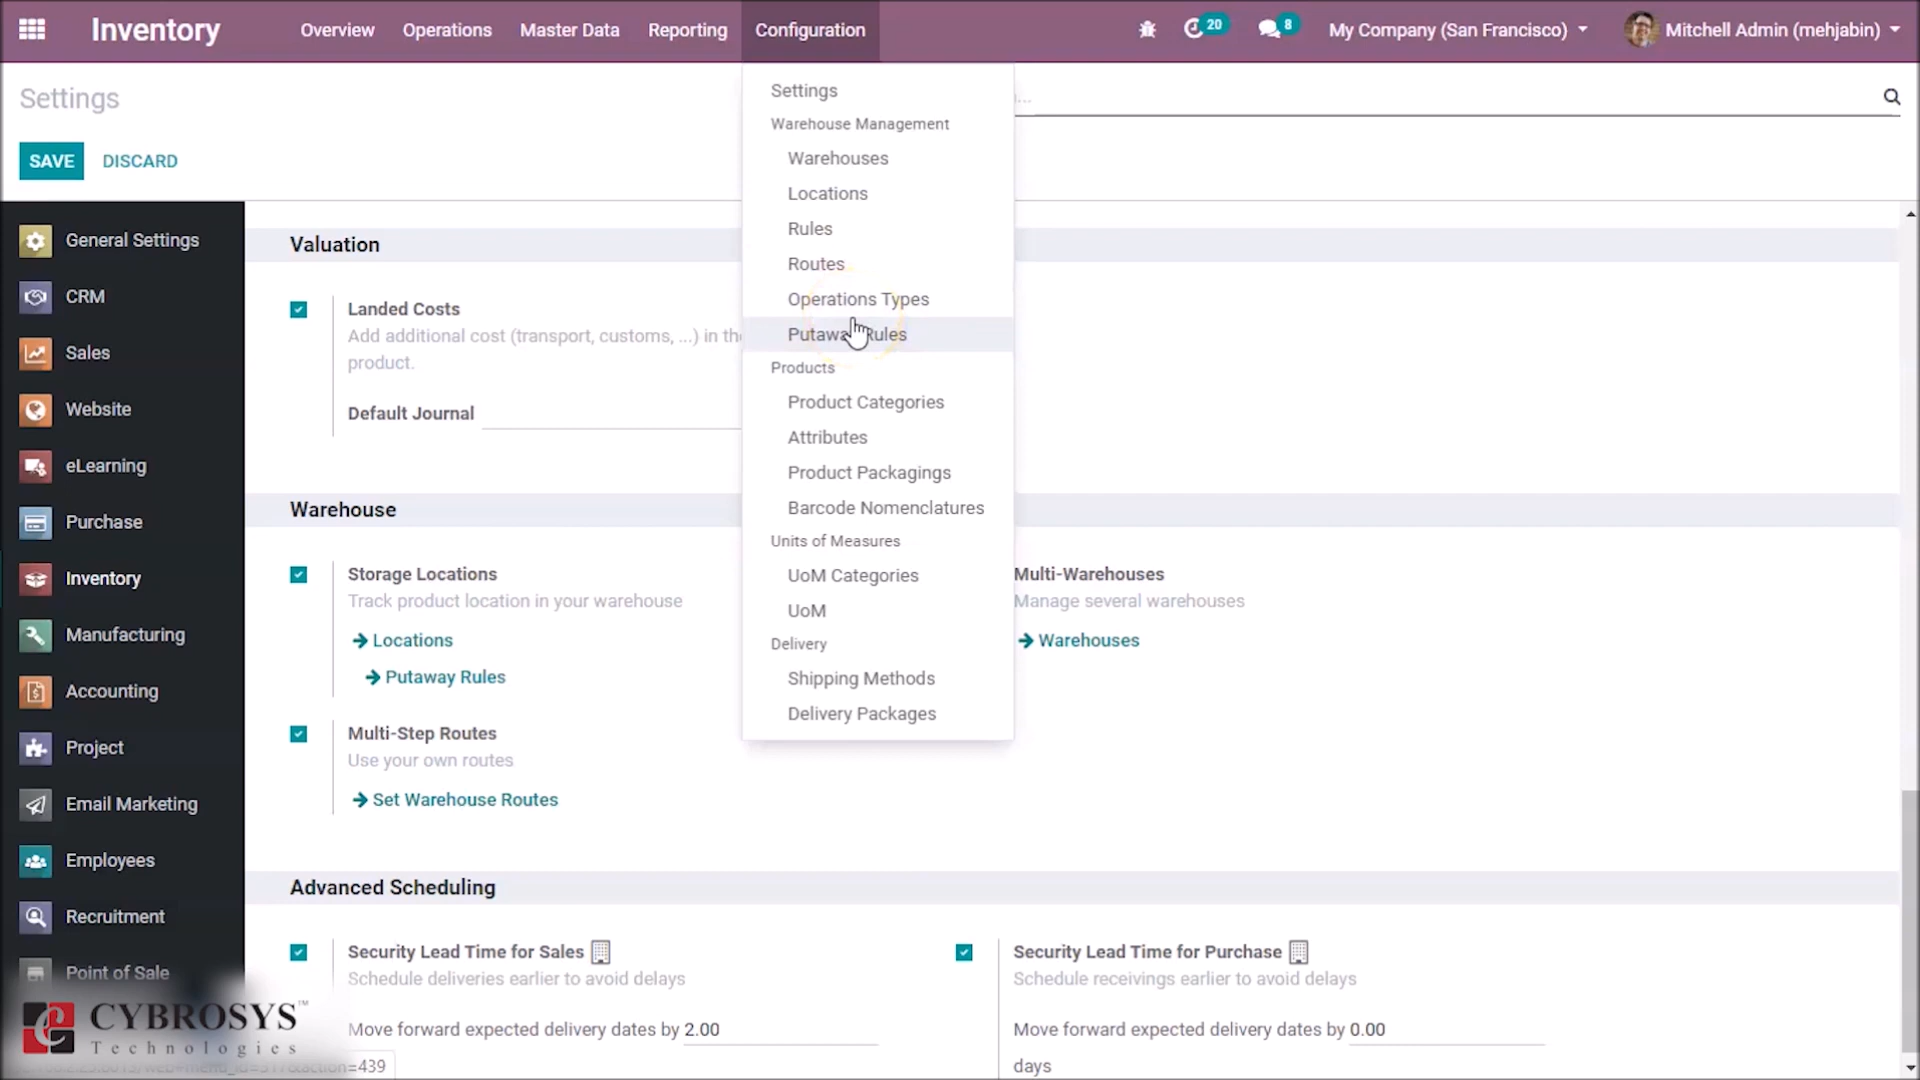 Inventory
Overview
Operations
Master Data
Reporting
Configuration
20
8
My Company (San Francisco)
Mitchell Admin (mehjabin)
Settings
SAVE
DISCARD
General Settings
CRM
Sales
Website
eLearning
Purchase
Inventory
Manufacturing
Accounting
Project
Email Marketing
Employees
Recruitment
Point of Sale
Settings
Warehouse Management
Warehouses
Locations
Rules
Routes
Operations Types
Putaway Rules
Products
Product Categories
Attributes
Product Packagings
Barcode Nomenclatures
Units of Measures
UoM Categories
UoM
Delivery
Shipping Methods
Delivery Packages
Valuation
Landed Costs
Add additional cost (transport, customs, ...) in the
product.
Default Journal
Warehouse
Storage Locations
Track product location in your warehouse
Locations
Putaway Rules
Multi-Warehouses
Manage several warehouses
Warehouses
Multi-Step Routes
Use your own routes
Set Warehouse Routes
Advanced Scheduling
Security Lead Time for Sales
Schedule deliveries earlier to avoid delays
Move forward expected delivery dates by 2.00
Security Lead Time for Purchase
Schedule receivings earlier to avoid delays
Move forward expected delivery dates by 0.00
days
CYBROSYS™
Technologies